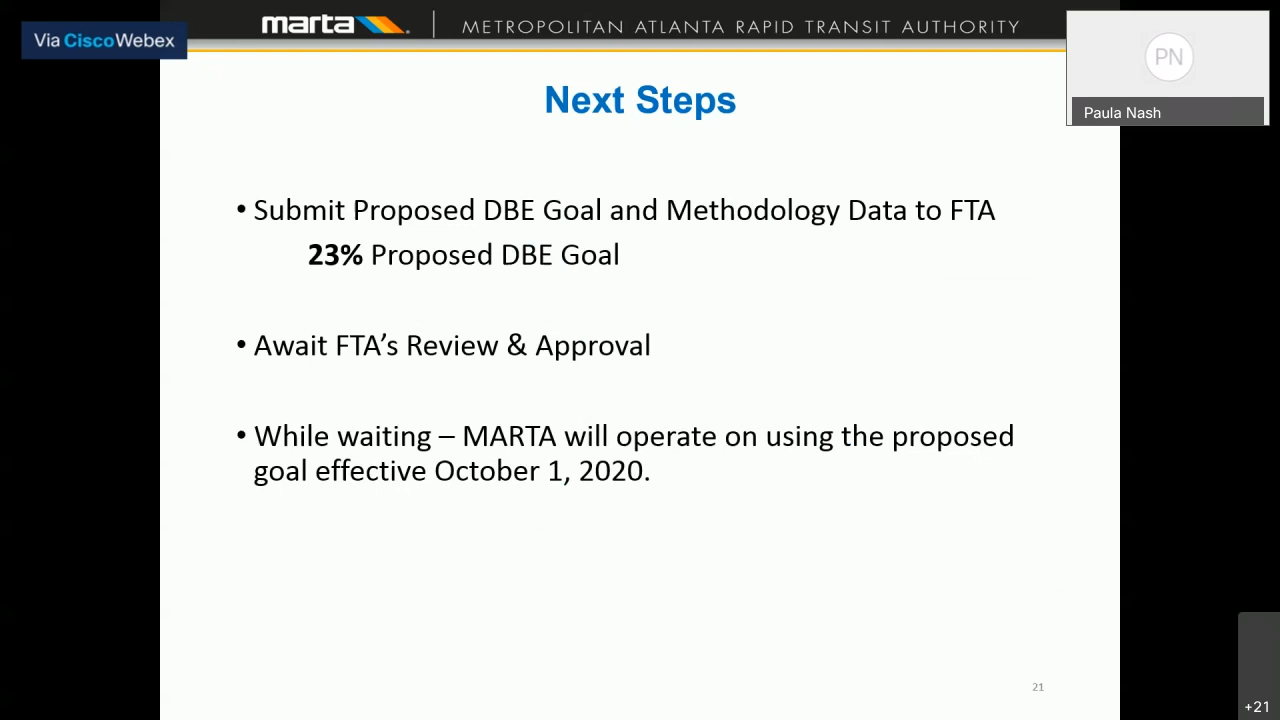 Via CiscoWebex
marta
METROPOLITAN ATLANTA RAPID TRANSIT AUTHORITY
PN
Paula Nash
Next Steps
• Submit Proposed DBE Goal and Methodology Data to FTA
23% Proposed DBE Goal
• Await FTA’s Review & Approval
• While waiting – MARTA will operate on using the proposed
goal effective October 1, 2020.
21
+21